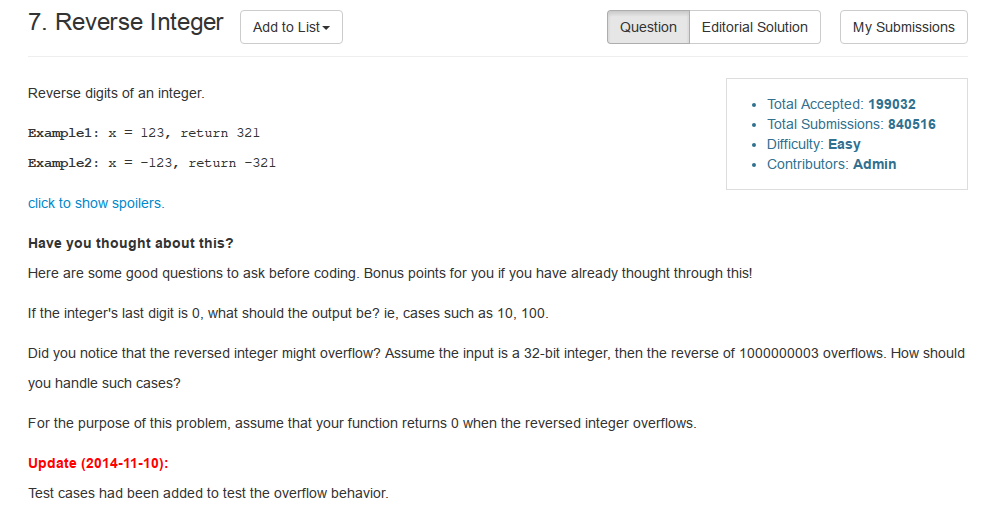 7. Reverse Integer
Add to List
Question
Editorial Solution
My Submissions
Reverse digits of an integer.
Example1: x = 123, return 321
Example2: x = -123, return -321
click to show spoilers.
Total Accepted: 199032
Total Submissions: 840516
Difficulty: Easy
Contributors: Admin
Have you thought about this?
Here are some good questions to ask before coding. Bonus points for you if you have already thought through this!
If the integer's last digit is 0, what should the output be? ie, cases such as 10, 100.
Did you notice that the reversed integer might overflow? Assume the input is a 32-bit integer, then the reverse of 1000000003 overflows. How should
you handle such cases?
For the purpose of this problem, assume that your function returns 0 when the reversed integer overflows.
Update (2014-11-10):
Test cases had been added to test the overflow behavior.